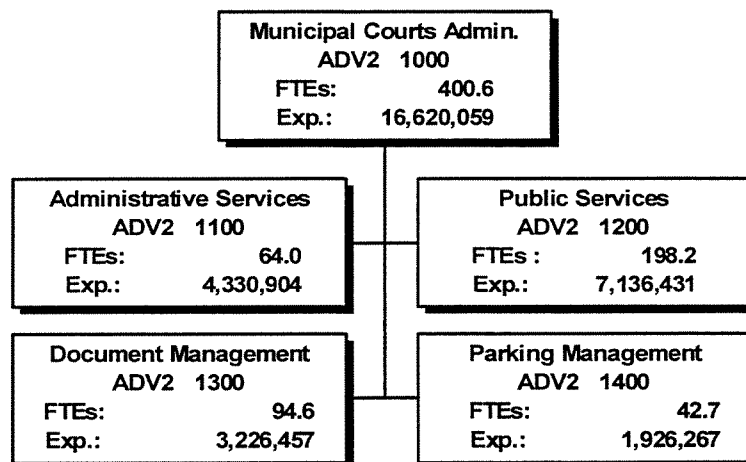 Municipal Courts Admin.
ADV2 1000
FTEs: 400.6
Exp.: 16,620,059
Administrative Services
ADV2 1100
FTEs: 64.0
Exp.: 4,330,904
Public Services
ADV2 1200
FTEs : 198.2
Exp.: 7,136,431
Document Management
ADV2 1300
FTEs: 94.6
Exp.: 3,226,457
Parking Management
ADV2 1400
FTEs: 42.7
Exp.: 1,926,267